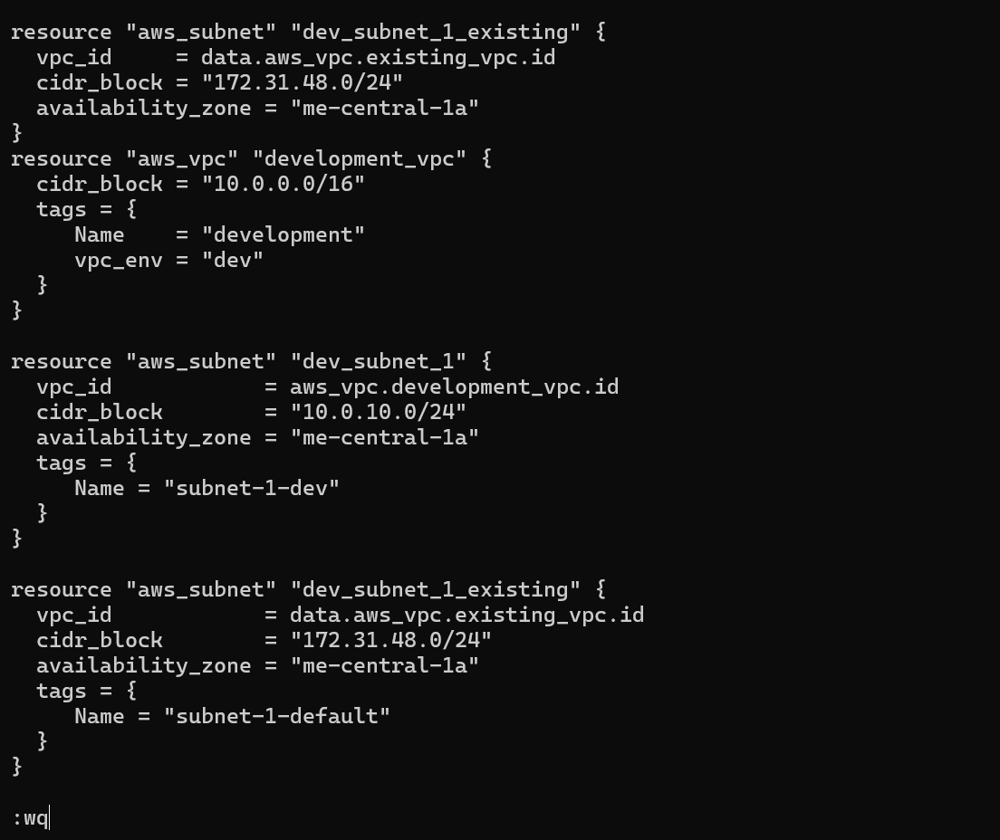 resource "aws_subnet" "dev_subnet_1_existing" {
  vpc_id     = data.aws_vpc.existing_vpc.id
  cidr_block = "172.31.48.0/24"
  availability_zone = "me-central-1a"
}
resource "aws_vpc" "development_vpc" {
  cidr_block = "10.0.0.0/16"
  tags = {
     Name    = "development"
     vpc_env = "dev"
  }
}

resource "aws_subnet" "dev_subnet_1" {
  vpc_id            = aws_vpc.development_vpc.id
  cidr_block        = "10.0.10.0/24"
  availability_zone = "me-central-1a"
  tags = {
     Name = "subnet-1-dev"
  }
}

resource "aws_subnet" "dev_subnet_1_existing" {
  vpc_id            = data.aws_vpc.existing_vpc.id
  cidr_block        = "172.31.48.0/24"
  availability_zone = "me-central-1a"
  tags = {
     Name = "subnet-1-default"
  }
}

:wq